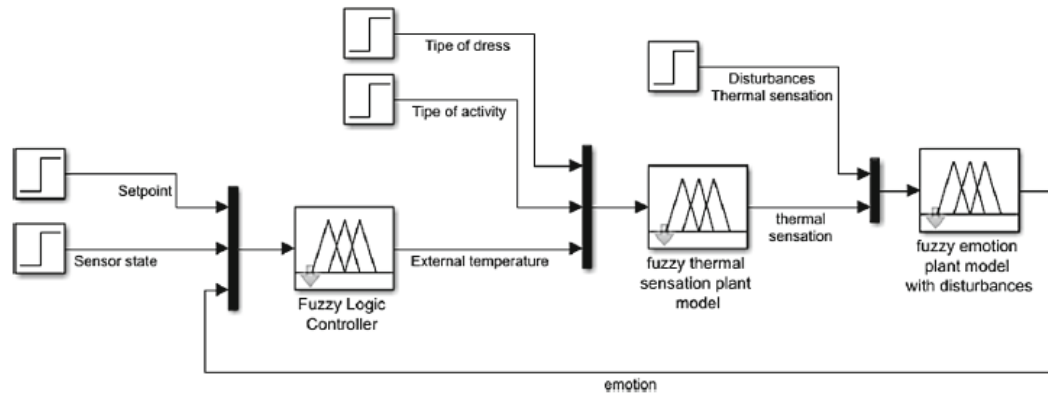 Tipe of dress
Tipe of activity
Disturbances
Thermal sensation
Setpoint
Sensor state
External temperature
thermal
sensation
Fuzzy Logic
Controller
fuzzy thermal
sensation plant
model
fuzzy emotion
plant model
with disturbances
emotion